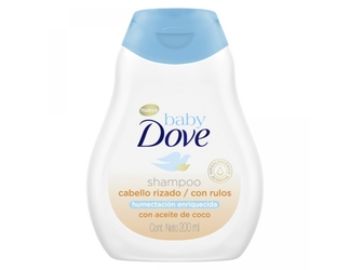 baby
Dove
shampoo
cabello rizado / con rulos
humectación enriquecida
con aceite de coco
Cont. Neto 200 ml